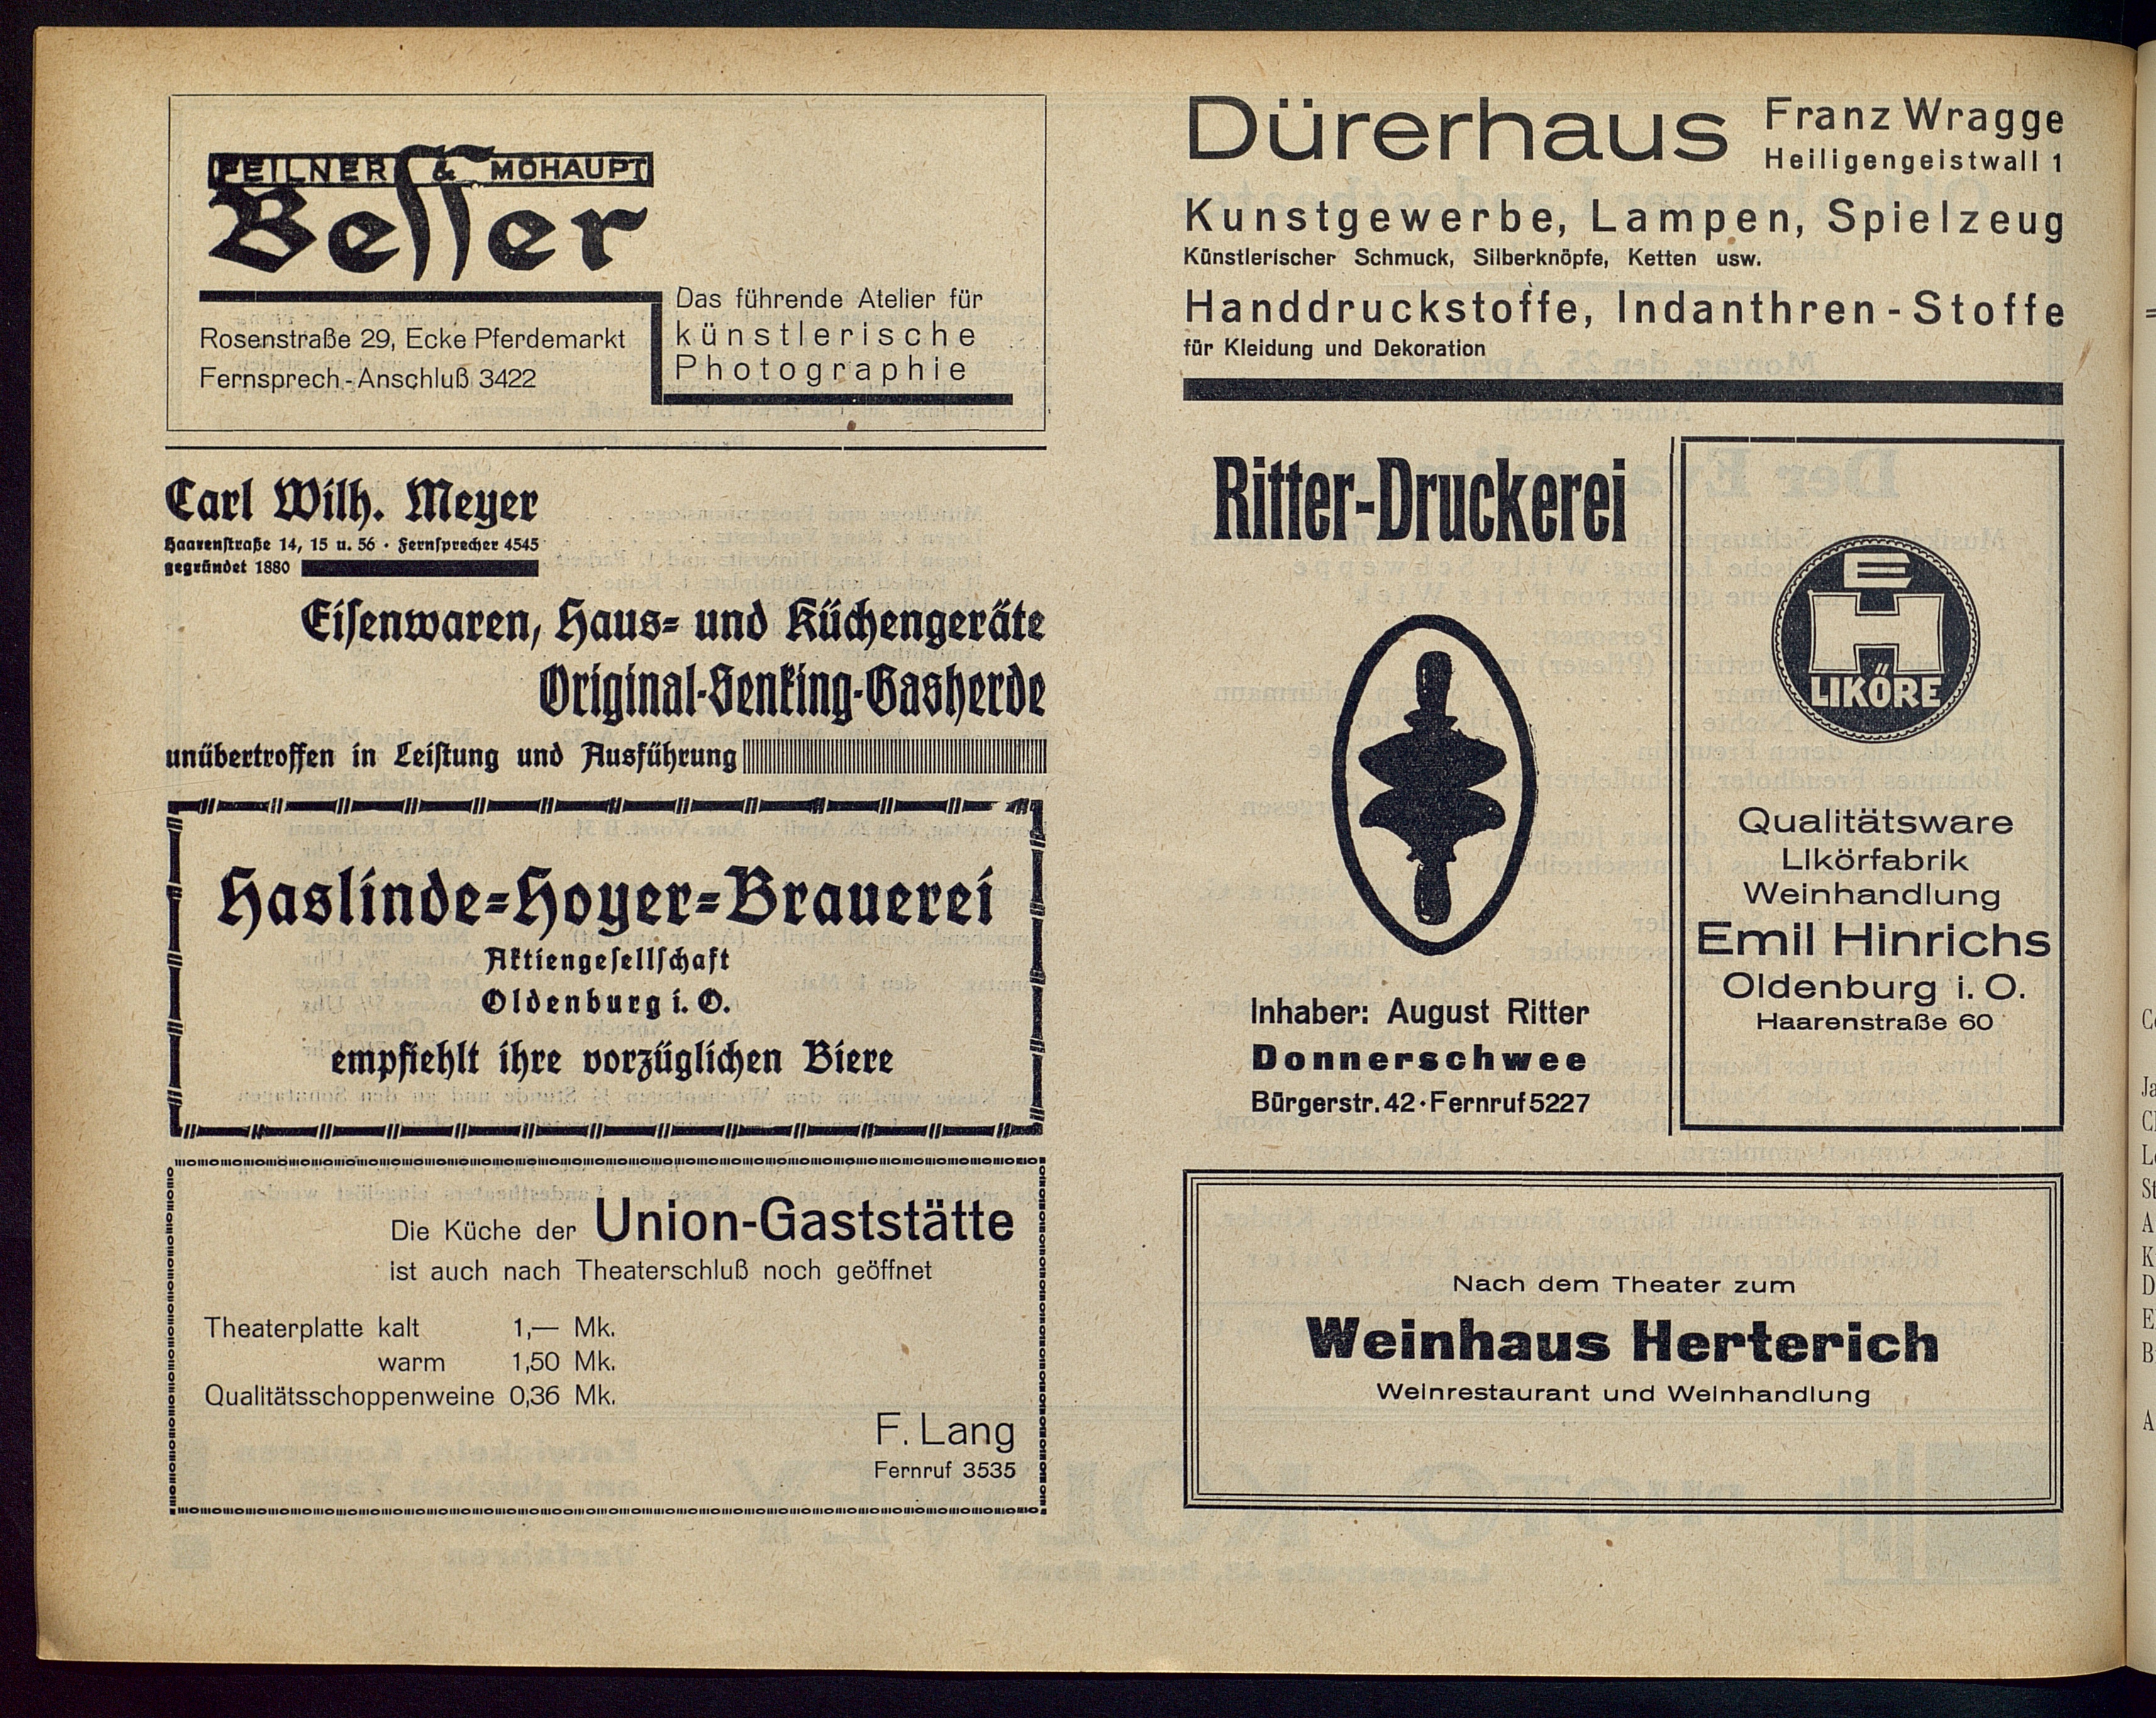 FEILNER & MOHAUPT
Besser
Rosenstraße 29, Ecke Pferdemarkt
Fernsprech-Anschluß 3422
Das führende Atelier für
künstlerische
Photographie
Carl Wilh. Meyer
Haarenstraße 14, 15 u. 56 · Fernsprecher 4545
gegründet 1880
Eisenwaren, Haus- und Küchengeräte
Original-Senking-Gasherde
unübertroffen in Leistung und Ausführung
Haslinde-Hoyer-Brauerei
Aktiengesellschaft
Oldenburg i. O.
empfiehlt ihre vorzüglichen Biere
Die Küche der Union-Gaststätte
ist auch nach Theaterschluß noch geöffnet
Theaterplatte kalt 1,— Mk.
warm 1,50 Mk.
Qualitätsschoppenweine 0,36 Mk.
F. Lang
Fernruf 3535
Dürerhaus Franz Wragge
Heiligengeistwall 1
Kunstgewerbe, Lampen, Spielzeug
Künstlerischer Schmuck, Silberknöpfe, Ketten usw.
Handdruckstoffe, Indanthren-Stoffe
für Kleidung und Dekoration
Ritter-Druckerei
Inhaber: August Ritter
Donnerschwee
Bürgerstr. 42 · Fernruf 5227
E
H
LIKÖRE
Qualitätsware
Likörfabrik
Weinhandlung
Emil Hinrichs
Oldenburg i. O.
Haarenstraße 60
Nach dem Theater zum
Weinhaus Herterich
Weinrestaurant und Weinhandlung